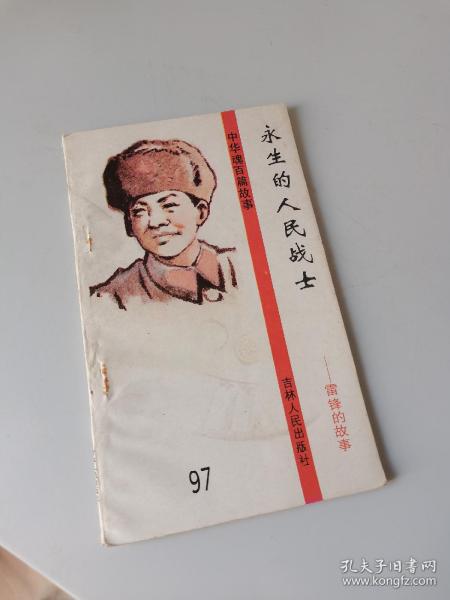 永生的人民战士
——雷锋的故事
中华魂百篇故事
吉林人民出版社
97
孔夫子旧书网
www.kongfz.com